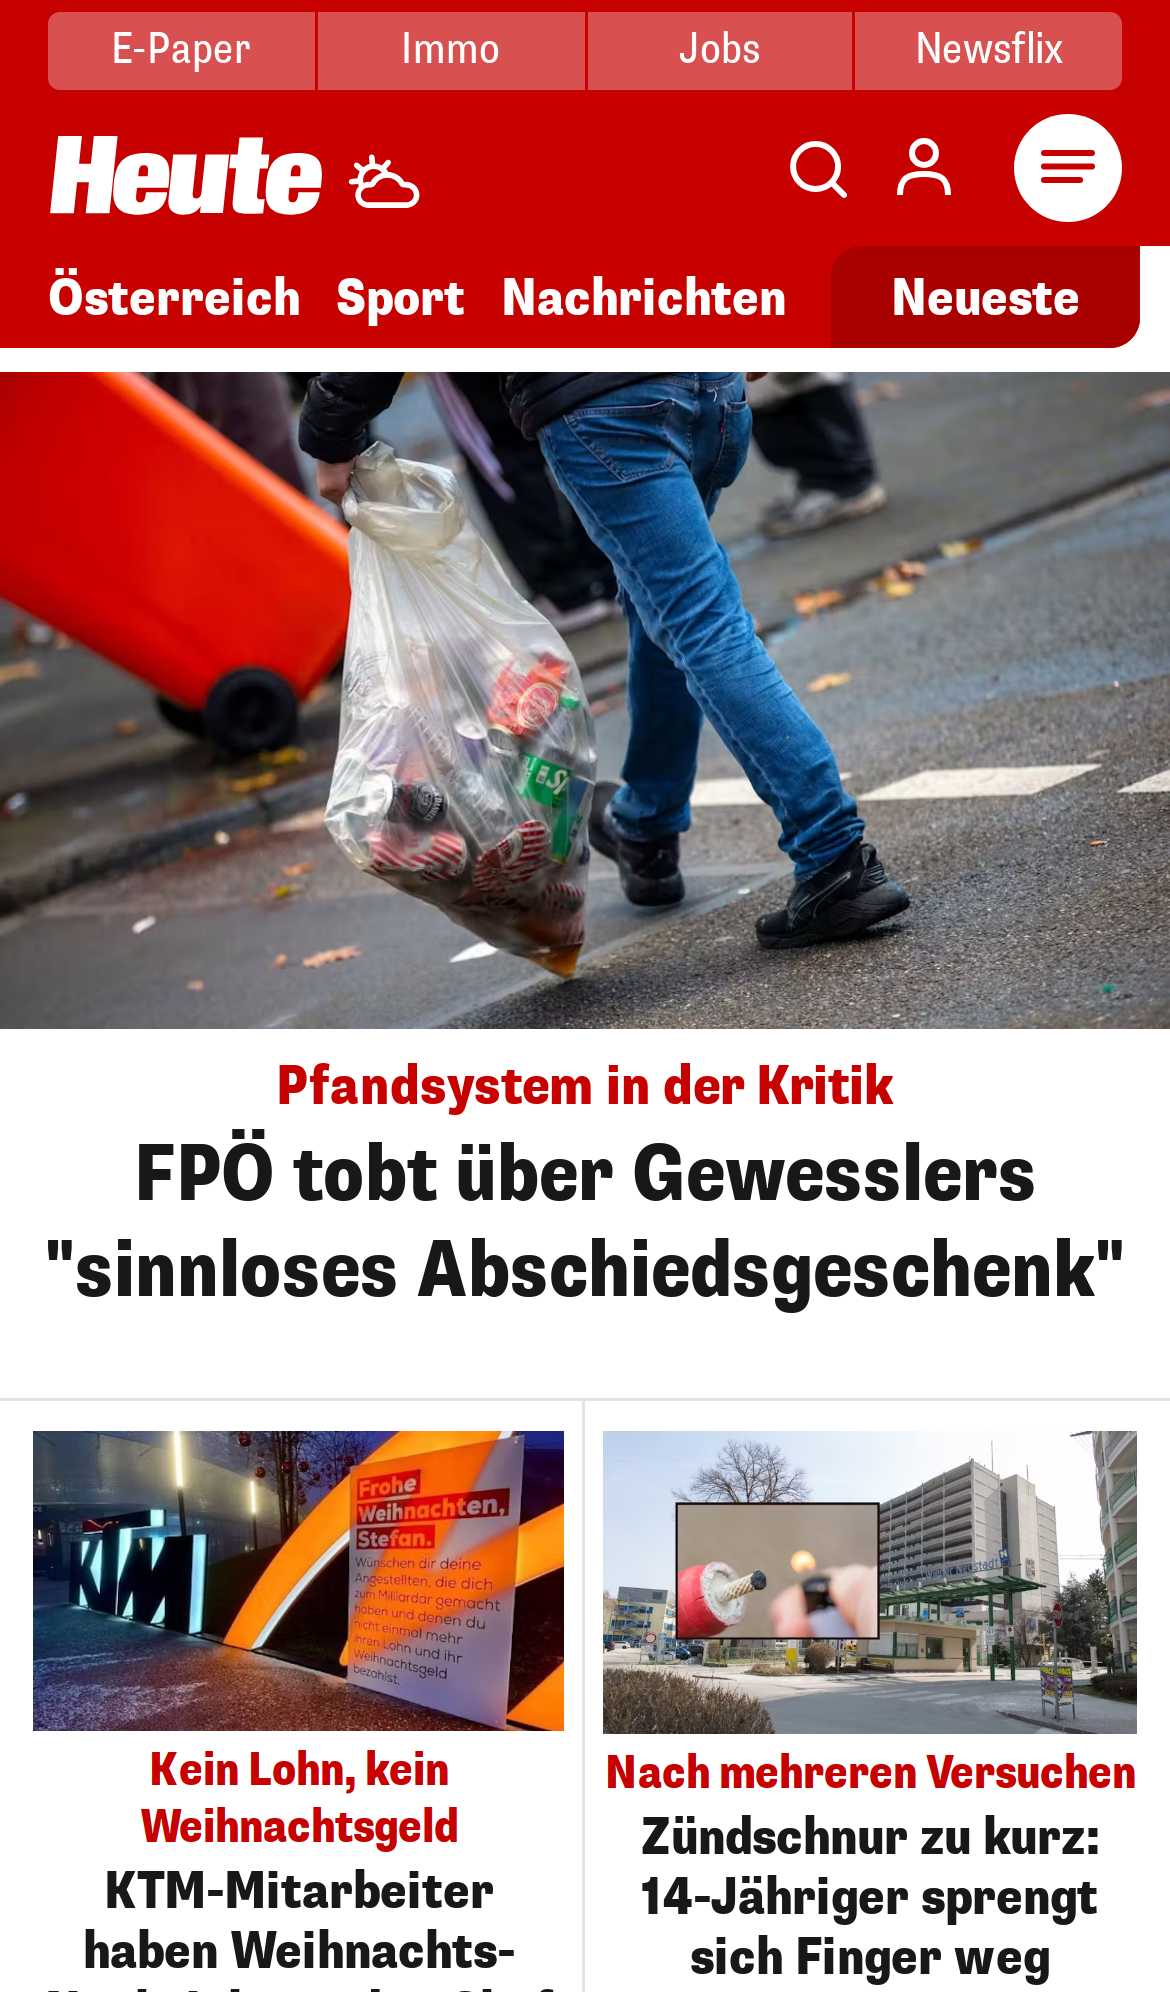 E-Paper
Immo
Jobs
Newsflix
Heute
Österreich
Sport
Nachrichten
Neueste
Pfandsystem in der Kritik
FPÖ tobt über Gewesslers
"sinnloses Abschiedsgeschenk"
KTM
Frohe
Weihnachten,
Stefan.
Wünschen dir deine
Angestellten, die dich
zum Milliardär gemacht
haben und denen du
nicht einmal mehr
ihren Lohn und ihr
Weihnachtsgeld
bezahlst.
Kein Lohn, kein
Weihnachtsgeld
KTM-Mitarbeiter
haben Weihnachts-
Nach mehreren Versuchen
Zündschnur zu kurz:
14-Jähriger sprengt
sich Finger weg